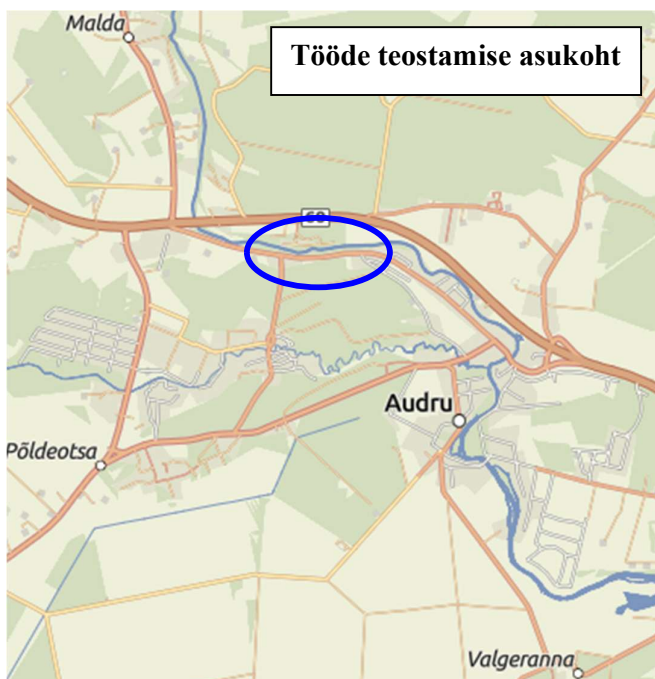 Malda
Tööde teostamise asukoht
60
Audru
Põldeotsa
Valgeranna